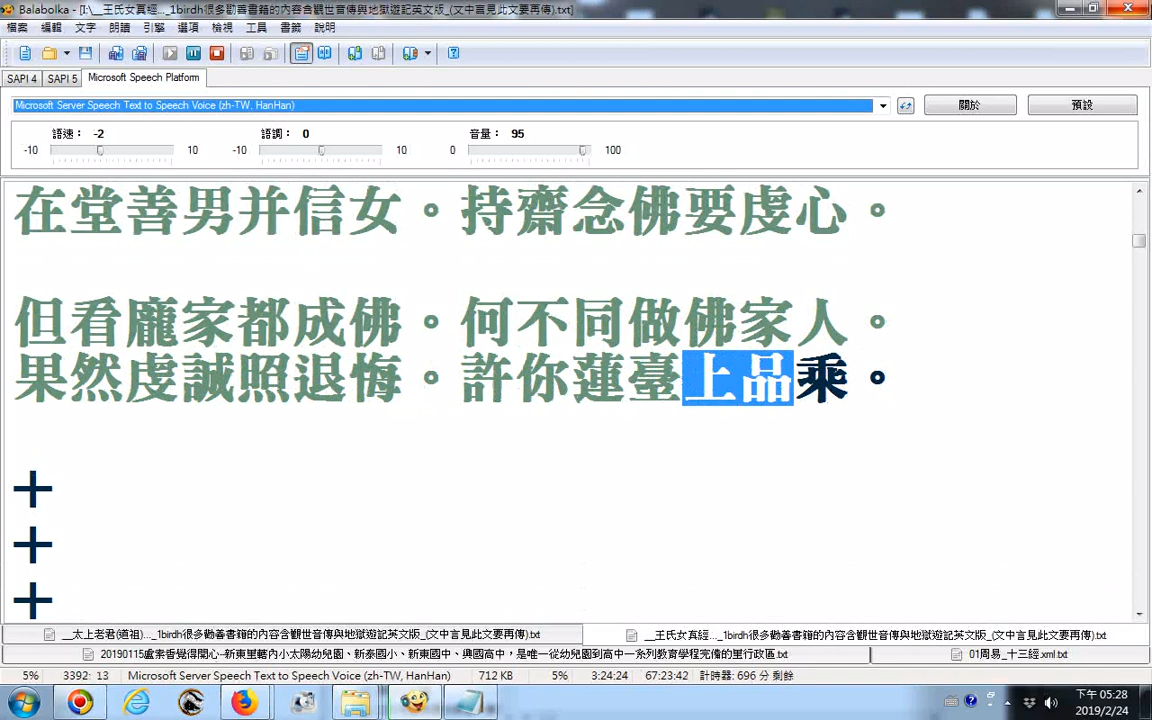 Balabolka - [I:\__王氏女真經..._1birdh很多勸善書籍的內容含觀世音傳與地獄遊記英文版_(文中言見此文要再傳).txt]
檔案 編輯 文字 朗讀 引擎 選項 檢視 工具 書籤 說明
SAPI 4 SAPI 5 Microsoft Speech Platform
Microsoft Server Speech Text to Speech Voice (zh-TW, HanHan) 關於 預設
語速： -2 語調： 0 音量： 95
-10 10 -10 10 0 100
在堂善男并信女。持齋念佛要虔心。
但看龐家都成佛。何不同做佛家人。
果然虔誠照退悔。許你蓮臺上品乘。
＋
＋
＋
__太上老君(道祖)..._1birdh很多勸善書籍的內容含觀世音傳與地獄遊記英文版_(文中言見此文要再傳).txt __王氏女真經..._1birdh很多勸善書籍的內容含觀世音傳與地獄遊記英文版_(文中言見此文要再傳).txt
20190115盧素香覺得開心--新東里轄內小太陽幼兒園、新泰國小、新東國中、興國高中，是唯一從幼兒園到高中一系列教育學程完備的里行政區.txt 01周易_十三經.xml.txt
5% 3392: 13 Microsoft Server Speech Text to Speech Voice (zh-TW, HanHan) 712 KB 5% 3:24:24 67:23:42 計時器: 696 分 剩餘
下午 05:28
2019/2/24